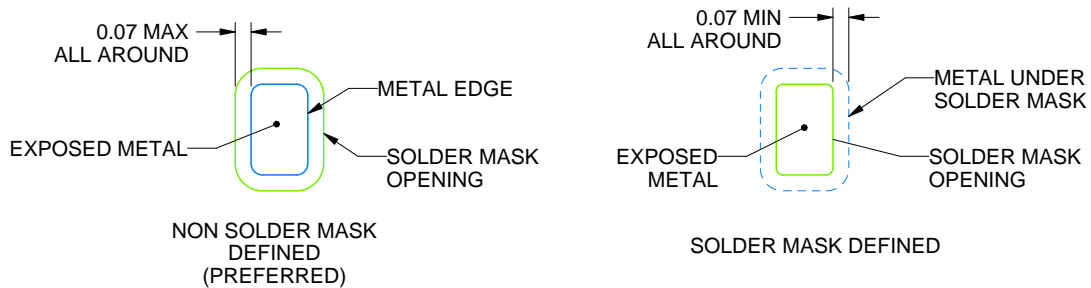 0.07 MAX
ALL AROUND
METAL EDGE
EXPOSED METAL
SOLDER MASK
OPENING
NON SOLDER MASK
DEFINED
(PREFERRED)
0.07 MIN
ALL AROUND
METAL UNDER
SOLDER MASK
EXPOSED
METAL
SOLDER MASK
OPENING
SOLDER MASK DEFINED